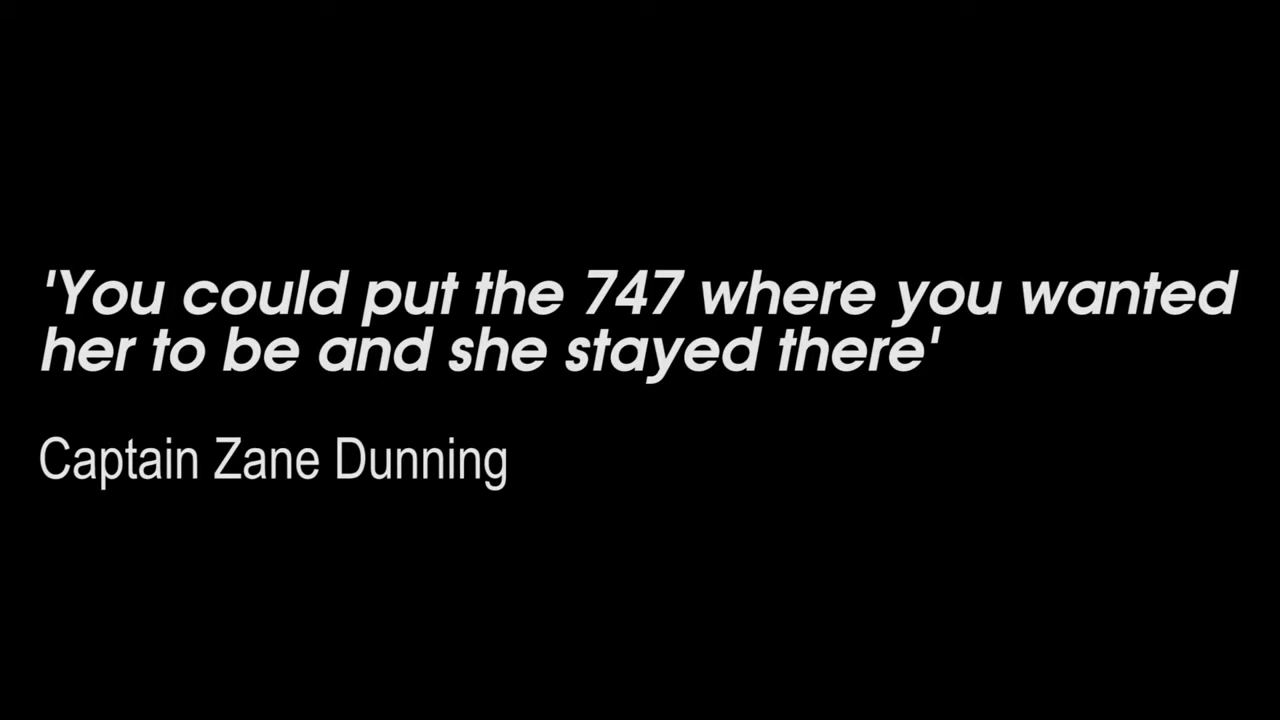 'You could put the 747 where you wanted
her to be and she stayed there'
Captain Zane Dunning